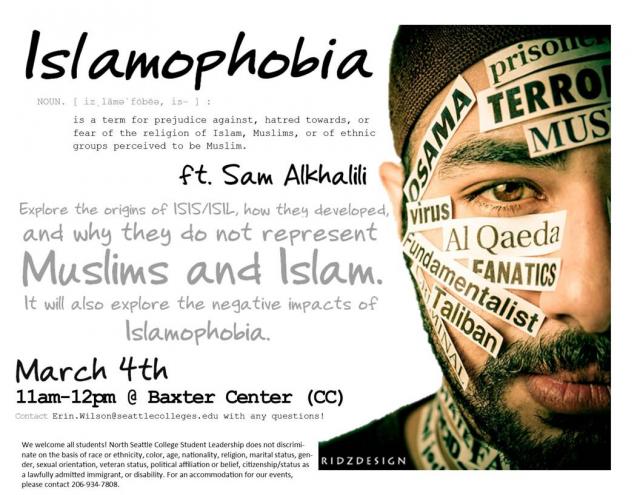 Islamophobia
NOUN. [ izˌläməˈfōbēə, is- ] :
is a term for prejudice against, hatred towards, or
fear of the religion of Islam, Muslims, or of ethnic
groups perceived to be Muslim.
ft. Sam Alkhalili
Explore the origins of ISIS/ISIL, how they developed,
and why they do not represent
Muslims and Islam.
It will also explore the negative impacts of
Islamophobia.
March 4th
11am-12pm @ Baxter Center (CC)
Contact Erin.Wilson@seattlecolleges.edu with any questions!
We welcome all students! North Seattle College Student Leadership does not discrimi-
nate on the basis of race or ethnicity, color, age, nationality, religion, marital status, gen-
der, sexual orientation, veteran status, political affiliation or belief, citizenship/status as
a lawfully admitted immigrant, or disability. For an accommodation for our events,
please contact 206-934-7808.
prisone
TERRO
MUS
OSAMA
virus
Al Qaeda
FANATICS
Fundamentalist
Taliban
MINAL
RIDZDESIGN